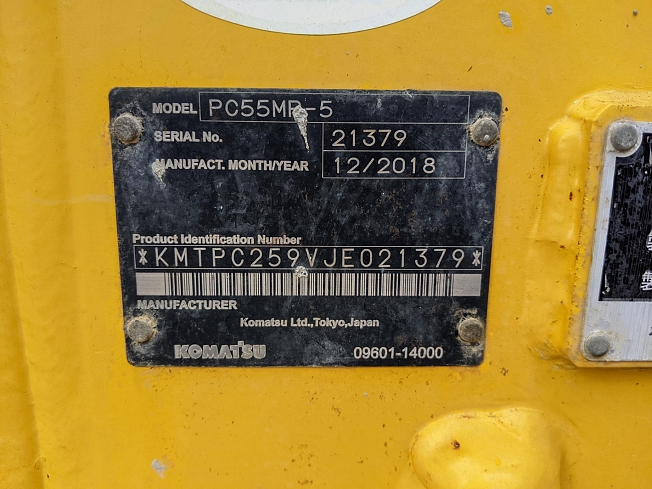 MODEL PC55MR-5
SERIAL No. 21379
MANUFACT. MONTH/YEAR 12/2018
Product Identification Number
*KMTPC259VJE021379*
MANUFACTURER
Komatsu Ltd.,Tokyo,Japan
KOMATSU 09601-14000